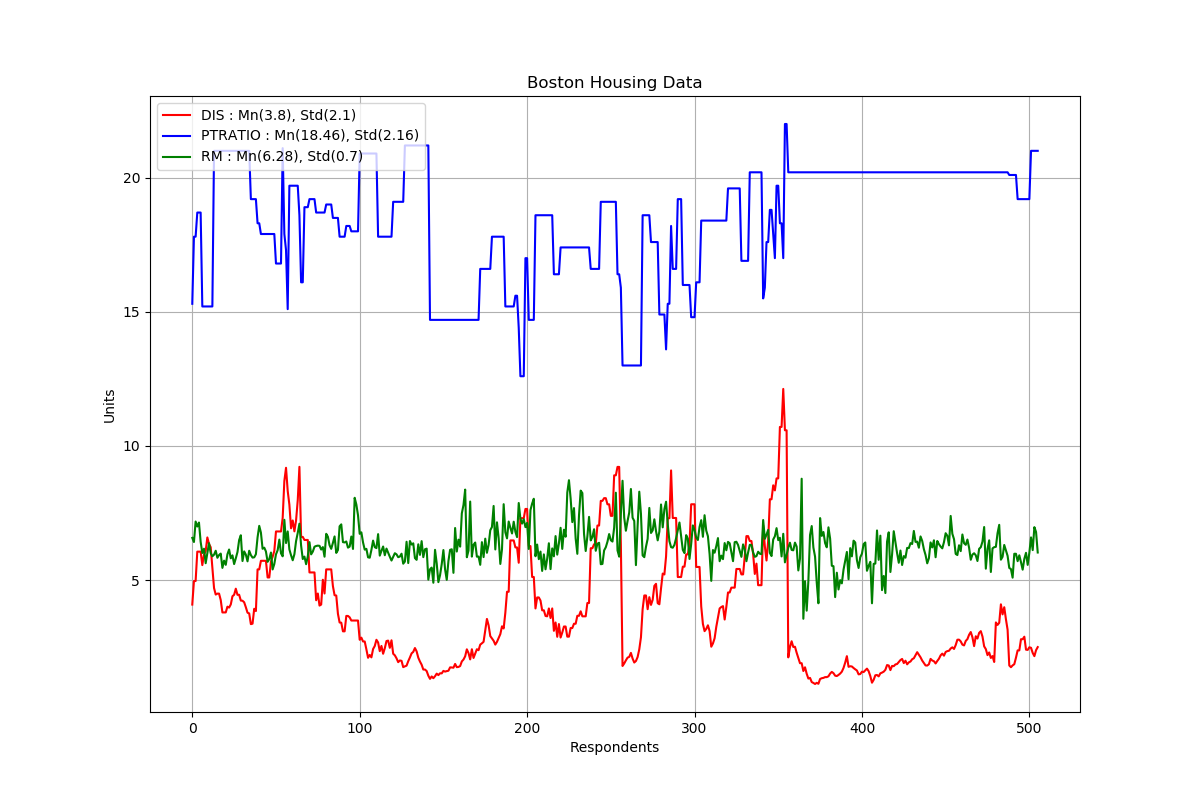 Boston Housing Data
DIS : Mn(3.8), Std(2.1)
PTRATIO : Mn(18.46), Std(2.16)
RM : Mn(6.28), Std(0.7)
20
15
10
5
Units
0 100 200 300 400 500
Respondents